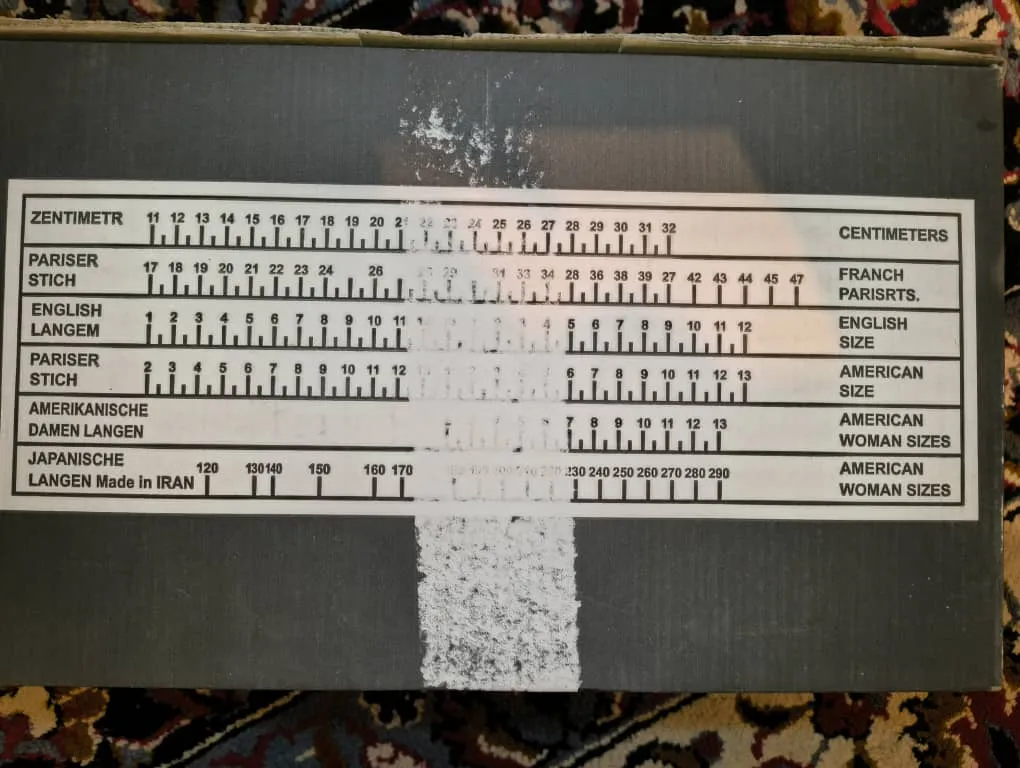 ZENTIMETR 11 12 13 14 15 16 17 18 19 20 21 22 23 24 25 26 27 28 29 30 31 32 CENTIMETERS
PARISER STICH 17 18 19 20 21 22 23 24 26 29 31 33 34 28 36 38 39 27 42 43 44 45 47 FRANCH PARISRTS.
ENGLISH LANGEM 1 2 3 4 5 6 7 8 9 10 11 5 6 7 8 9 10 11 12 ENGLISH SIZE
PARISER STICH 2 3 4 5 6 7 8 9 10 11 12 6 7 8 9 10 11 12 13 AMERICAN SIZE
AMERIKANISCHE DAMEN LANGEN 7 8 9 10 11 12 13 AMERICAN WOMAN SIZES
JAPANISCHE LANGEN Made in IRAN 120 130 140 150 160 170 230 240 250 260 270 280 290 AMERICAN WOMAN SIZES